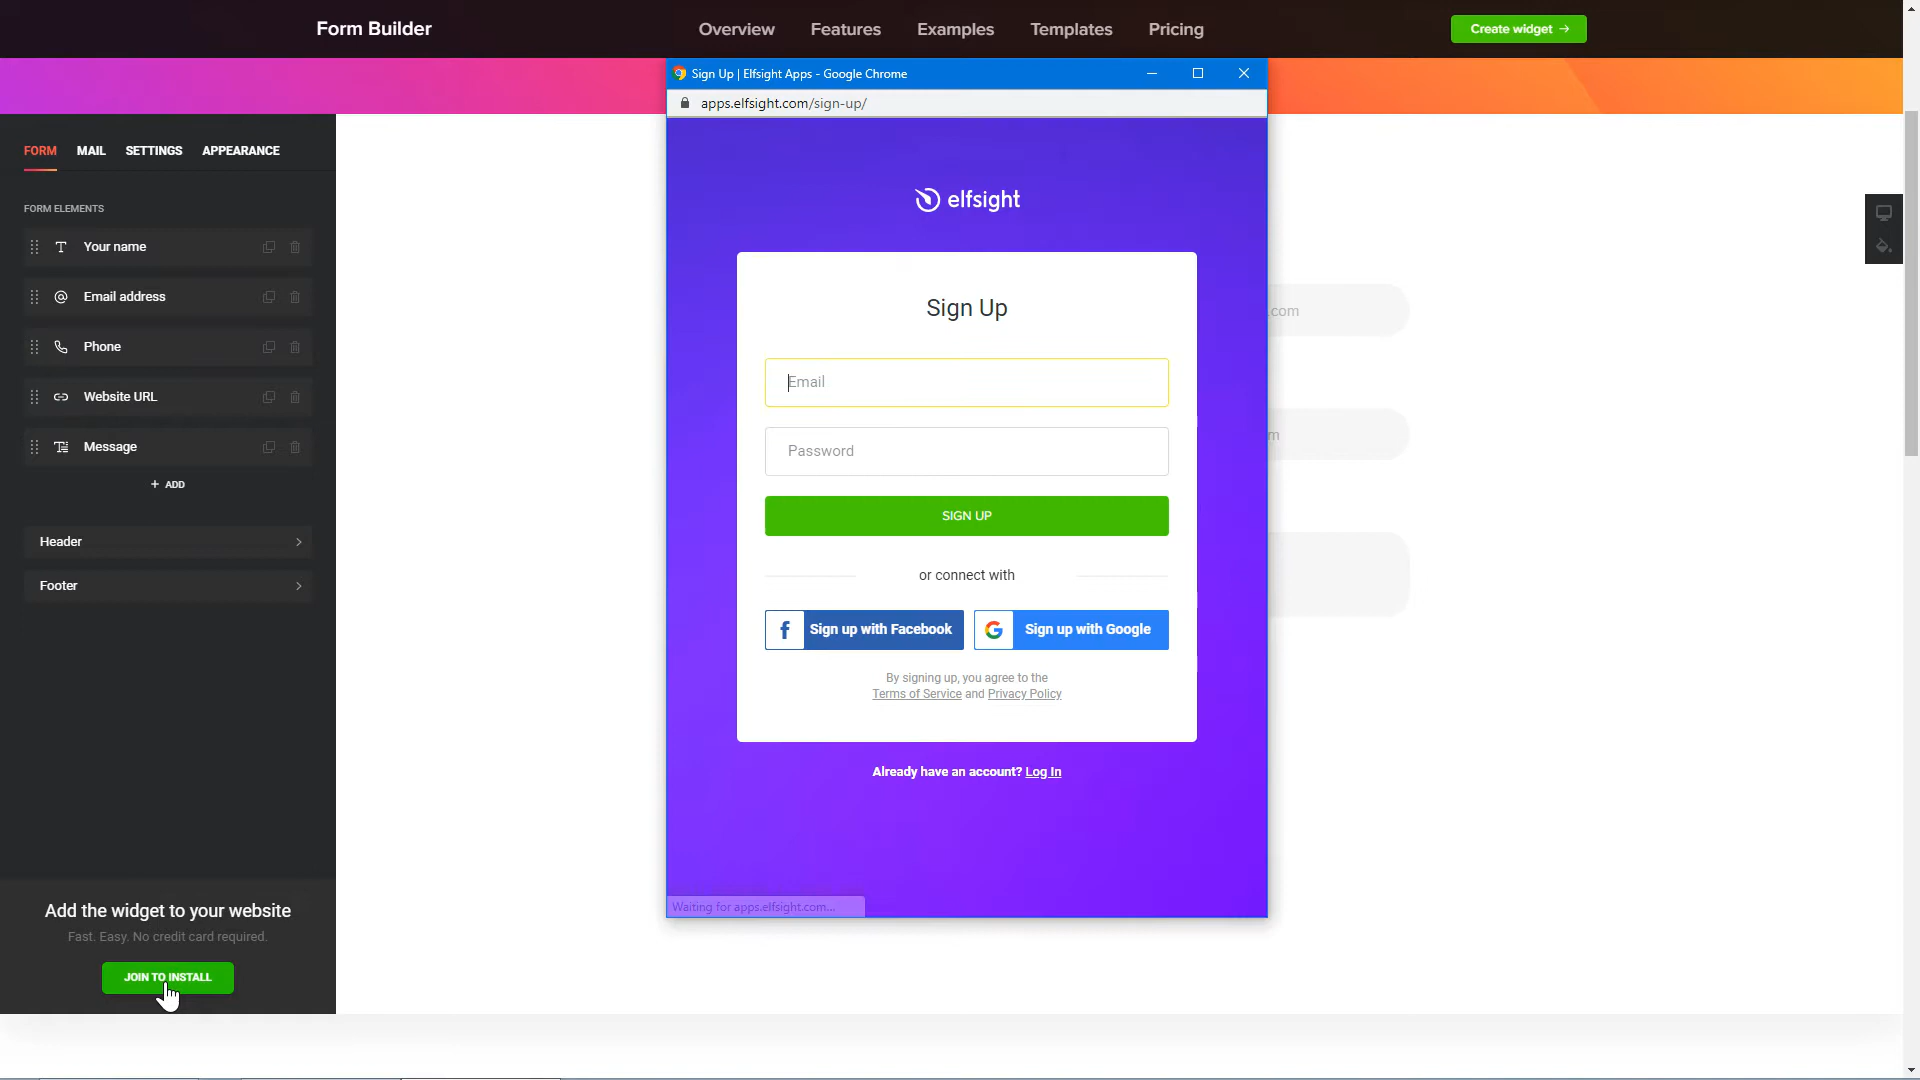 Form Builder
Overview Features Examples Templates Pricing
Create widget →
Sign Up | Elfsight Apps - Google Chrome
apps.elfsight.com/sign-up/
FORM MAIL SETTINGS APPEARANCE
FORM ELEMENTS
Your name
Email address
Phone
Website URL
Message
+ ADD
Header
Footer
Add the widget to your website
Fast. Easy. No credit card required.
JOIN TO INSTALL
elfsight
Sign Up
Email
Password
SIGN UP
or connect with
Sign up with Facebook
Sign up with Google
By signing up, you agree to the
Terms of Service and Privacy Policy
Already have an account? Log In
Waiting for apps.elfsight.com...
.com
m